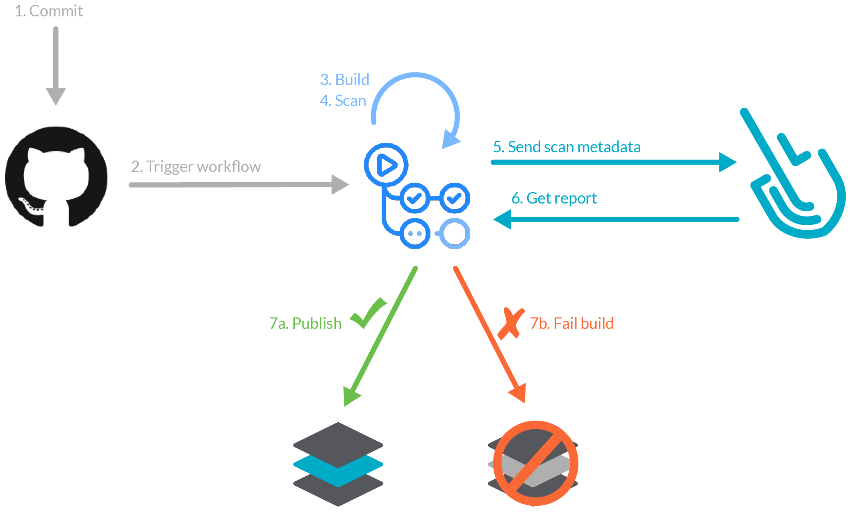 1. Commit
2. Trigger workflow
3. Build
4. Scan
5. Send scan metadata
6. Get report
7a. Publish
7b. Fail build